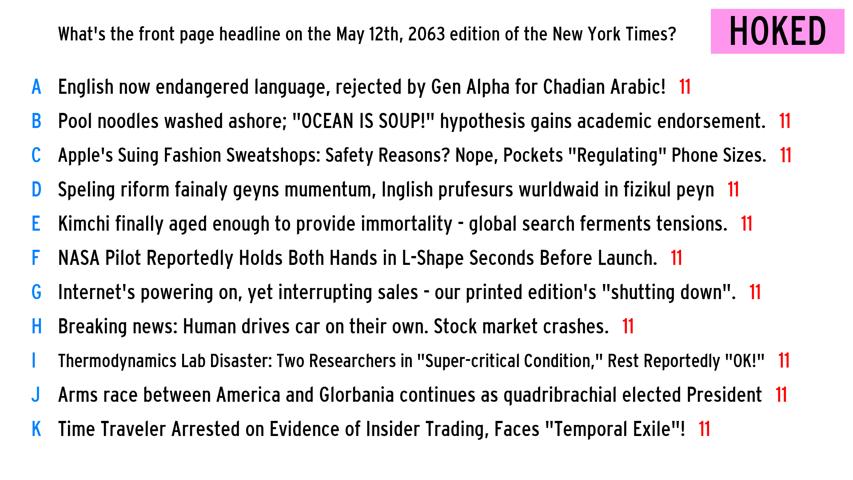 What's the front page headline on the May 12th, 2063 edition of the New York Times?
HOKED
A English now endangered language, rejected by Gen Alpha for Chadian Arabic! 11
B Pool noodles washed ashore; "OCEAN IS SOUP!" hypothesis gains academic endorsement. 11
C Apple's Suing Fashion Sweatshops: Safety Reasons? Nope, Pockets "Regulating" Phone Sizes. 11
D Speling riform fainaly geyns mumentum, Inglish prufesurs wurldwaid in fizikul peyn 11
E Kimchi finally aged enough to provide immortality - global search ferments tensions. 11
F NASA Pilot Reportedly Holds Both Hands in L-Shape Seconds Before Launch. 11
G Internet's powering on, yet interrupting sales - our printed edition's "shutting down". 11
H Breaking news: Human drives car on their own. Stock market crashes. 11
I Thermodynamics Lab Disaster: Two Researchers in "Super-critical Condition," Rest Reportedly "OK!" 11
J Arms race between America and Glorbania continues as quadribrachial elected President 11
K Time Traveler Arrested on Evidence of Insider Trading, Faces "Temporal Exile"! 11